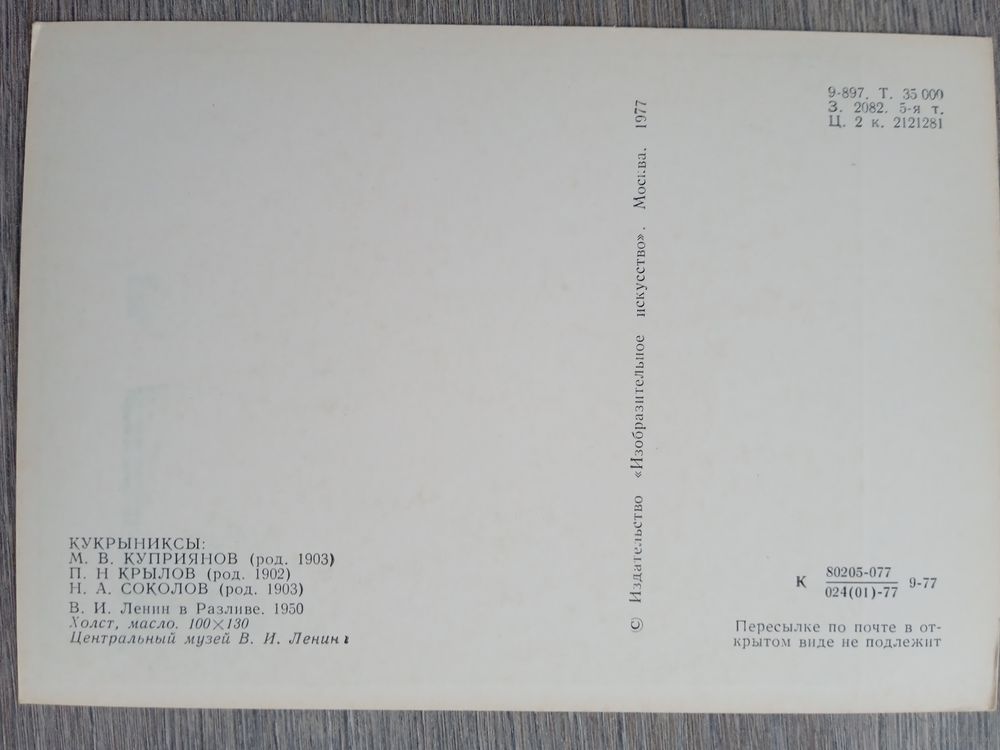 9-897. Т. 35 000
З. 2082. 5-я т.
Ц. 2 к. 2121281
© Издательство «Изобразительное искусство». Москва. 1977
КУКРЫНИКСЫ:
М. В. КУПРИЯНОВ (род. 1903)
П. Н КРЫЛОВ (род. 1902)
Н. А. СОКОЛОВ (род. 1903)
В. И. Ленин в Разливе. 1950
Холст, масло. 100×130
Центральный музей В. И. Ленина
К 80205-077 9-77
024(01)-77
Пересылке по почте в от-
крытом виде не подлежит